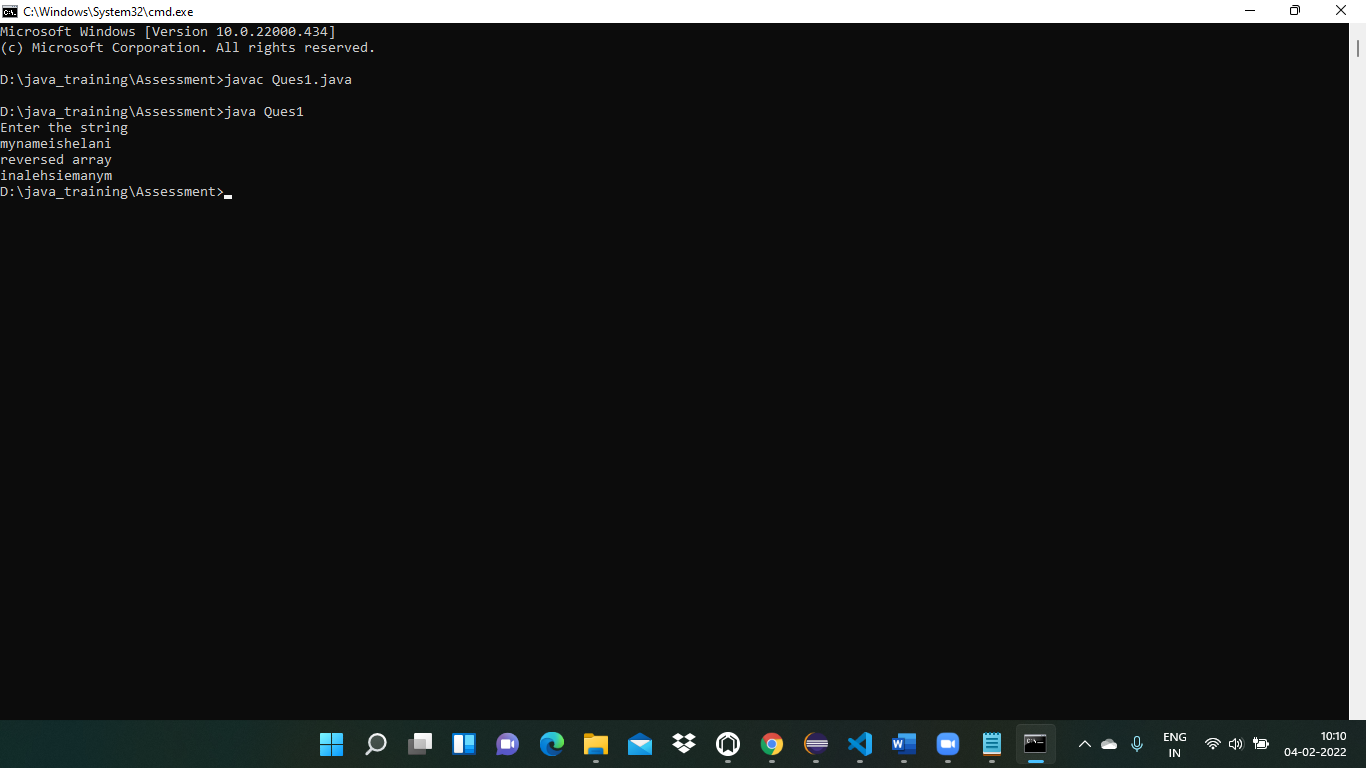 C:\Windows\System32\cmd.exe
Microsoft Windows [Version 10.0.22000.434]
(c) Microsoft Corporation. All rights reserved.
D:\java_training\Assessment>javac Ques1.java
D:\java_training\Assessment>java Ques1
Enter the string
mynameishelani
reversed array
inalehsiemanym
D:\java_training\Assessment>
ENG
IN
10:10
04-02-2022